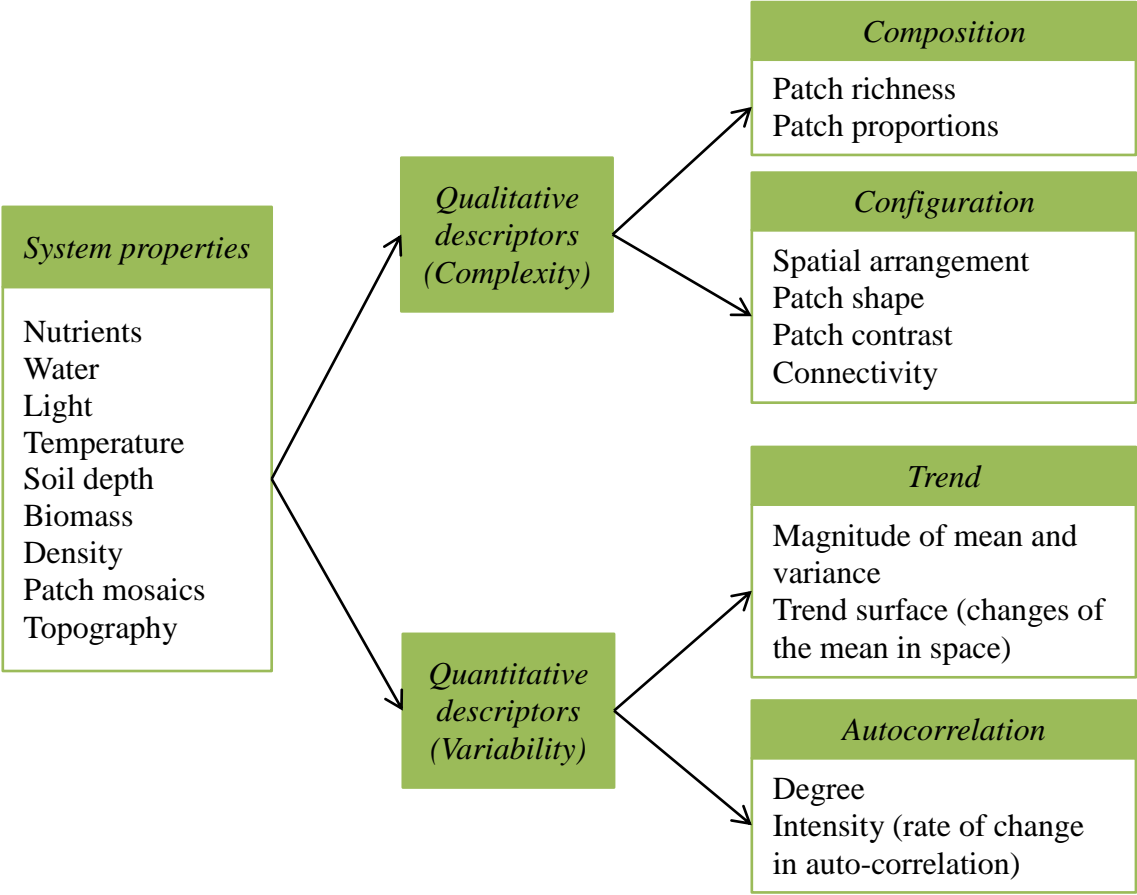 System properties
Nutrients
Water
Light
Temperature
Soil depth
Biomass
Density
Patch mosaics
Topography
Qualitative
descriptors
(Complexity)
Quantitative
descriptors
(Variability)
Composition
Patch richness
Patch proportions
Configuration
Spatial arrangement
Patch shape
Patch contrast
Connectivity
Trend
Magnitude of mean and
variance
Trend surface (changes of
the mean in space)
Autocorrelation
Degree
Intensity (rate of change
in auto-correlation)